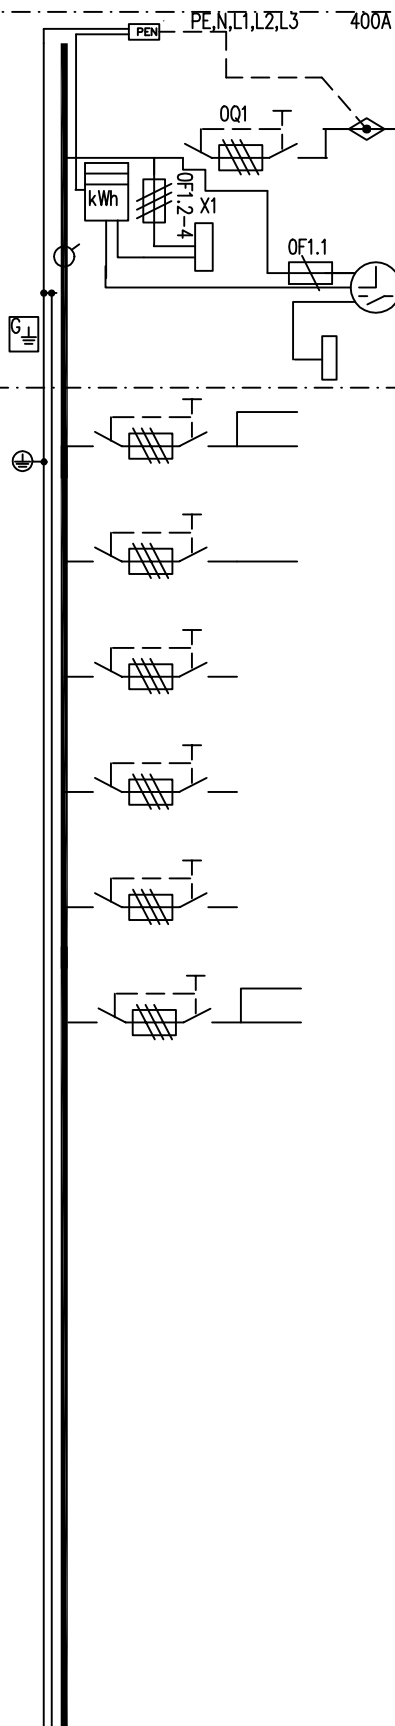 PE,N,L1,L2,L3 400A
PEN
0Q1
kWh
0F1.2-4
X1
0F1.1
G